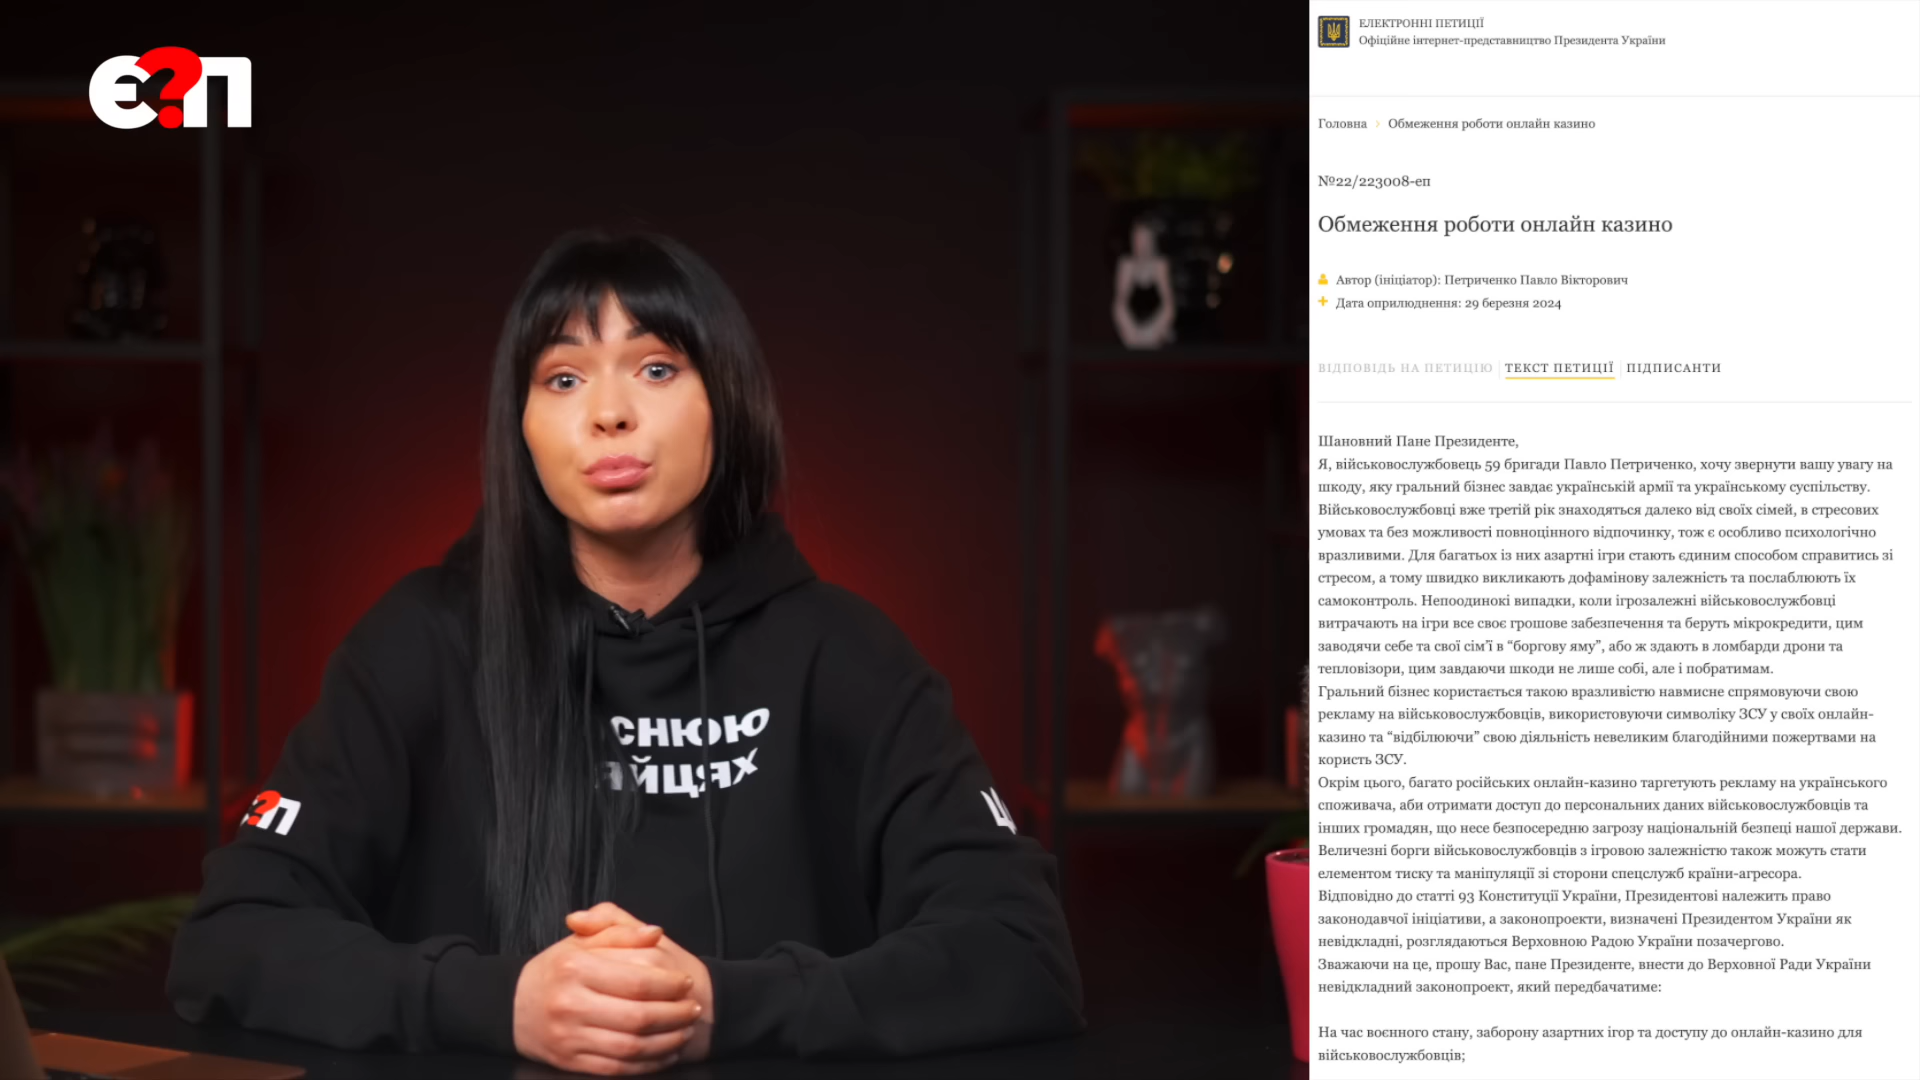 Є?П
СНЮЮ
ЯЙЦЯХ
?П
ЕЛЕКТРОННІ ПЕТИЦІЇ
Офіційне інтернет-представництво Президента України
Головна › Обмеження роботи онлайн казино
№22/223008-еп
Обмеження роботи онлайн казино
Автор (ініціатор): Петриченко Павло Вікторович
Дата оприлюднення: 29 березня 2024
ВІДПОВІДЬ НА ПЕТИЦІЮ ТЕКСТ ПЕТИЦІЇ ПІДПИСАНТИ
Шановний Пане Президенте,
Я, військовослужбовець 59 бригади Павло Петриченко, хочу звернути вашу увагу на
шкоду, яку гральний бізнес завдає українській армії та українському суспільству.
Військовослужбовці вже третій рік знаходяться далеко від своїх сімей, в стресових
умовах та без можливості повноцінного відпочинку, тож є особливо психологічно
вразливими. Для багатьох із них азартні ігри стають єдиним способом справитись зі
стресом, а тому швидко викликають дофамінову залежність та послаблюють їх
самоконтроль. Непоодинокі випадки, коли ігрозалежні військовослужбовці
витрачають на ігри все своє грошове забезпечення та беруть мікрокредити, цим
заводячи себе та свої сім’ї в “боргову яму”, або ж здають в ломбарди дрони та
тепловізори, цим завдаючи шкоди не лише собі, але і побратимам.
Гральний бізнес користається такою вразливістю навмисне спрямовуючи свою
рекламу на військовослужбовців, використовуючи символіку ЗСУ у своїх онлайн-
казино та “відбілюючи” свою діяльність невеликим благодійними пожертвами на
користь ЗСУ.
Окрім цього, багато російських онлайн-казино таргетують рекламу на українського
споживача, аби отримати доступ до персональних даних військовослужбовців та
інших громадян, що несе безпосередню загрозу національній безпеці нашої держави.
Величезні борги військовослужбовців з ігровою залежністю також можуть стати
елементом тиску та маніпуляції зі сторони спецслужб країни-агресора.
Відповідно до статті 93 Конституції України, Президентові належить право
законодавчої ініціативи, а законопроекти, визначені Президентом України як
невідкладні, розглядаються Верховною Радою України позачергово.
Зважаючи на це, прошу Вас, пане Президенте, внести до Верховної Ради України
невідкладний законопроект, який передбачатиме:
На час воєнного стану, заборону азартних ігор та доступу до онлайн-казино для
військовослужбовців;